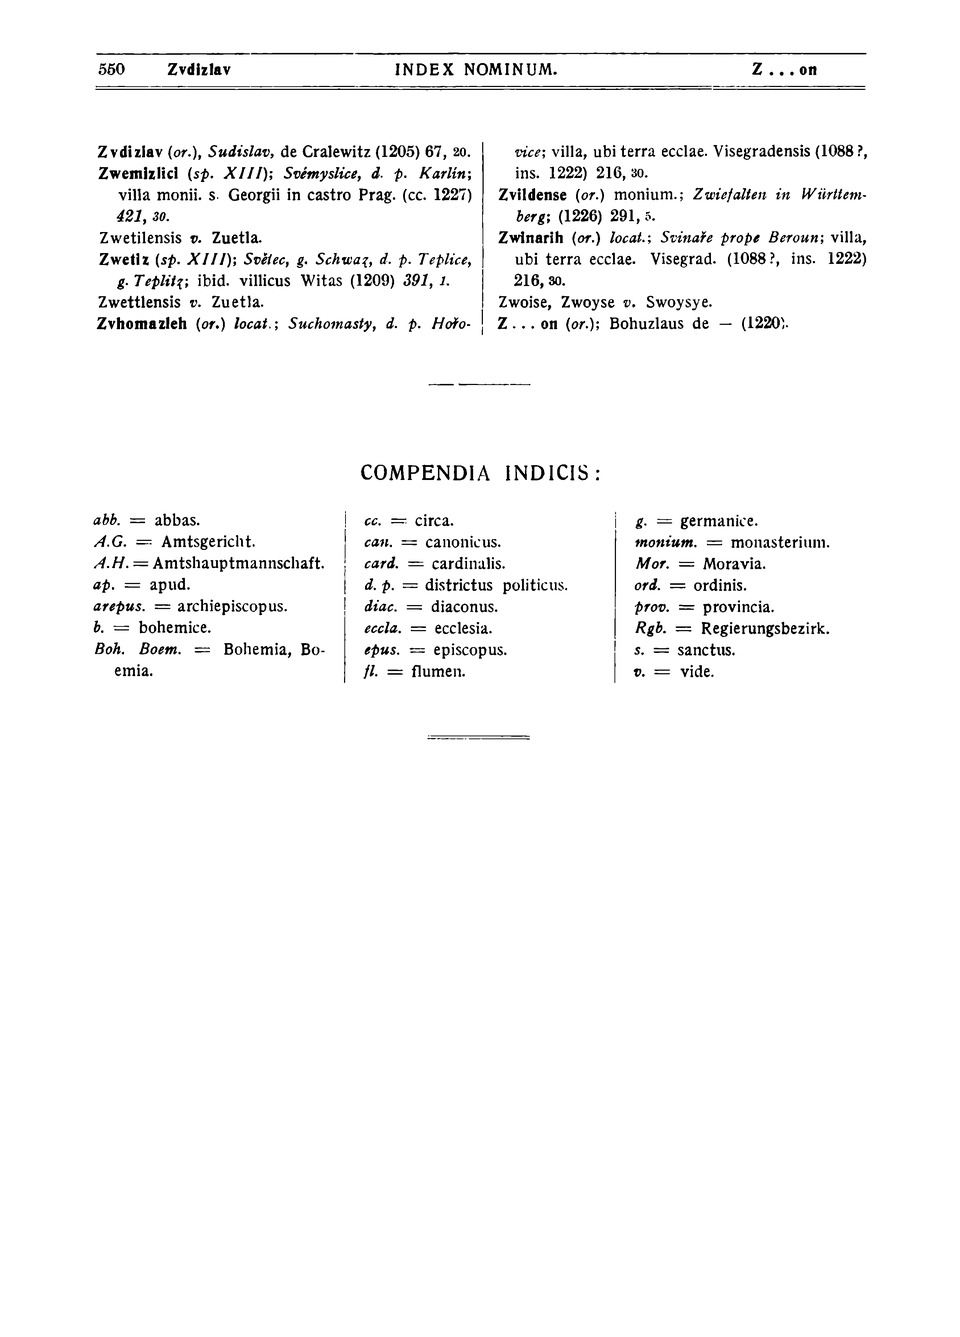 550 Zvdizlav INDEX NOMINUM. Z...on
Zvdizlav (or.), Sudislav, de Cralewitz (1205) 67, 20.
Zwemizlici (sp. XIII); Svémyslice, d. p. Karlín;
villa monii. s. Georgii in castro Prag. (cc. 1227)
421, 30.
Zwetilensis v. Zuetla.
Zwetiz (sp. XIII); Světec, g. Schwaz, d. p. Teplice,
g. Teplitz; ibid. villicus Witas (1209) 391, 1.
Zwettlensis v. Zuetla.
Zvhomazleh (or.) locat.; Suchomasty, d. p. Hořo-
vice; villa, ubi terra ecclae. Visegradensis (1088?,
ins. 1222) 216, 30.
Zvildense (or.) monium.; Zwiefalten in Württem-
berg; (1226) 291, 5.
Zwinarih (or.) locat.; Svinaře prope Beroun; villa,
ubi terra ecclae. Visegrad. (1088?, ins. 1222)
216, 30.
Zwoise, Zwoyse v. Swoysye.
Z...on (or.); Bohuzlaus de — (1220).
COMPENDIA INDICIS:
abb. = abbas.
A.G. = Amtsgericht.
A.H. = Amtshauptmannschaft.
ap. = apud.
arepus. = archiepiscopus.
b. = bohemice.
Boh. Boem. = Bohemia, Bo-
emia.
cc. = circa.
can. = canonicus.
card. = cardinalis.
d. p. = districtus politicus.
diac. = diaconus.
eccla. = ecclesia.
epus. = episcopus.
fl. = flumen.
g. = germanice.
monium. = monasterium.
Mor. = Moravia.
ord. = ordinis.
prov. = provincia.
Rgb. = Regierungsbezirk.
s. = sanctus.
v. = vide.